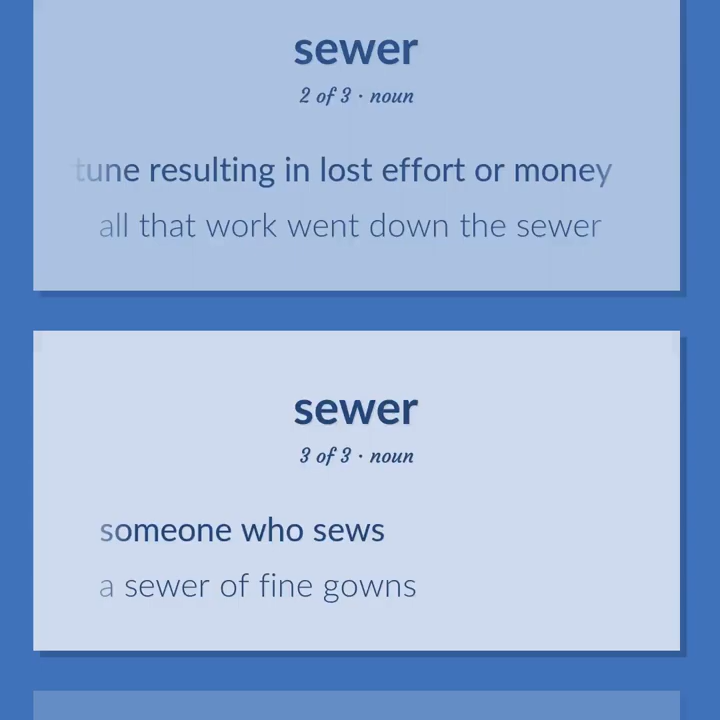 sewer
2 of 3 · noun
tune resulting in lost effort or money
all that work went down the sewer
sewer
3 of 3 · noun
someone who sews
a sewer of fine gowns